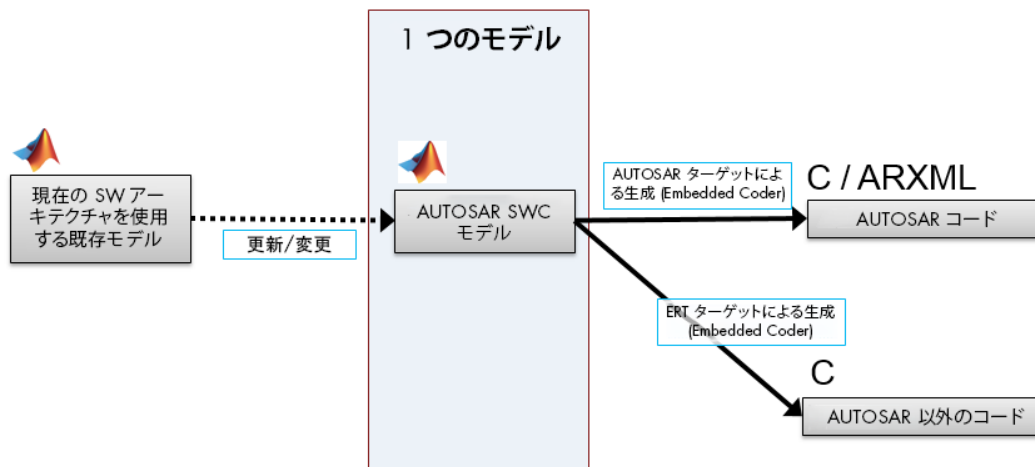 1 つのモデル
現在の SW アー
キテクチャを使用
する既存モデル
更新/変更
AUTOSAR SWC
モデル
AUTOSAR ターゲットによ
る生成 (Embedded Coder)
C / ARXML
AUTOSAR コード
ERT ターゲットによる生成
(Embedded Coder)
C
AUTOSAR 以外のコード